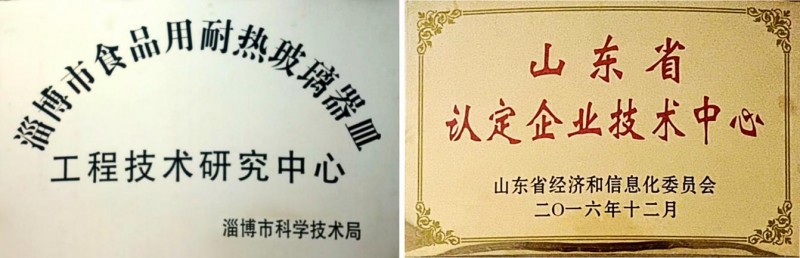 淄博市食品用耐热玻璃器皿
工程技术研究中心
淄博市科学技术局
山东省
认定企业技术中心
山东省经济和信息化委员会
二〇一六年十二月